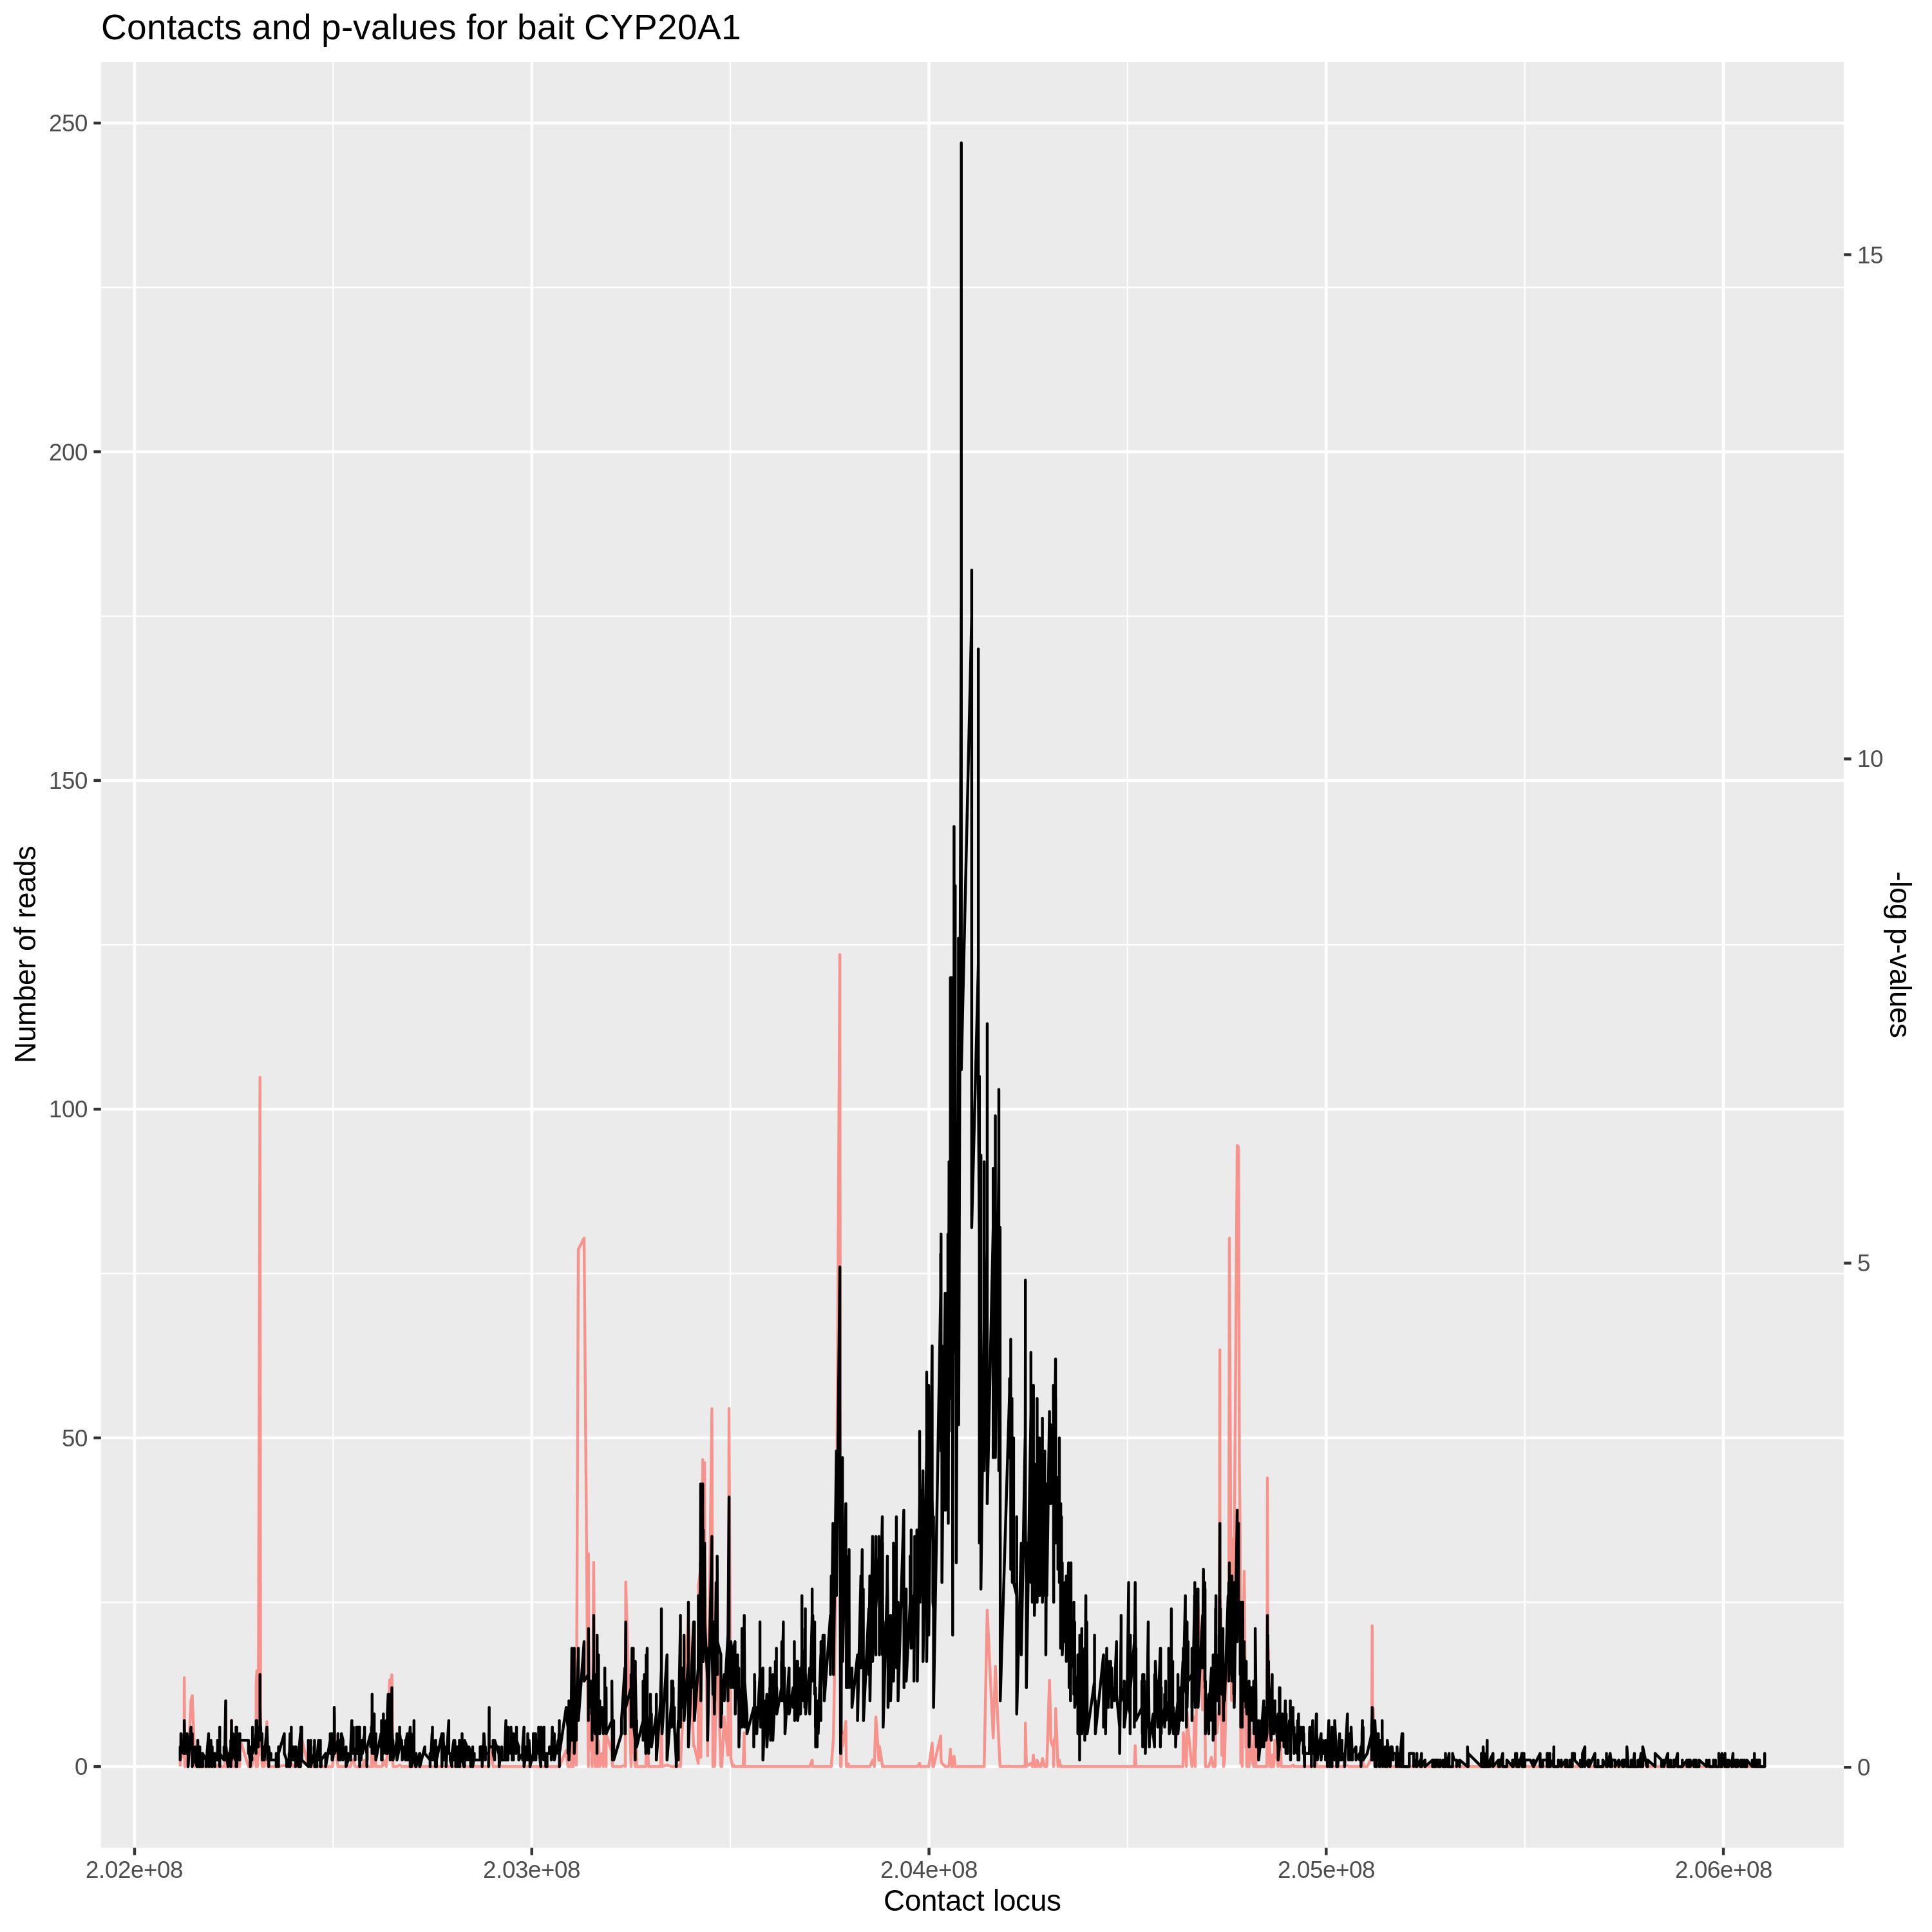 Contacts and p-values for bait CYP20A1
250
200
150
100
50
0
Number of reads
15
10
5
0
-log p-values
2.02e+08
2.03e+08
2.04e+08
2.05e+08
2.06e+08
Contact locus